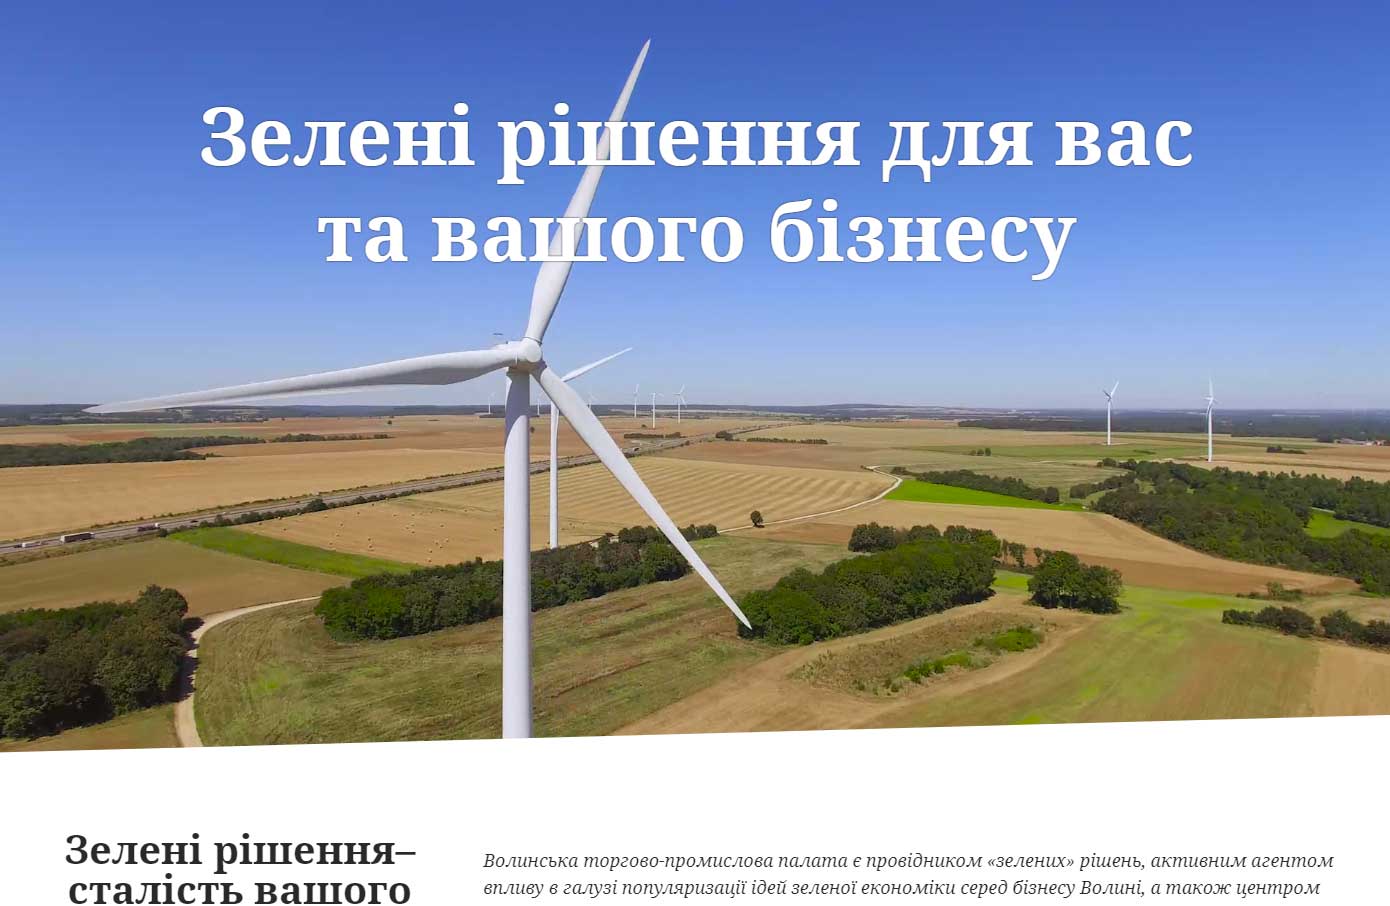 Зелені рішення для вас
та вашого бізнесу
Зелені рішення–
сталість вашого
Волинська торгово-промислова палата є провідником «зелених» рішень, активним агентом
впливу в галузі популяризації ідей зеленої економіки серед бізнесу Волині, а також центром